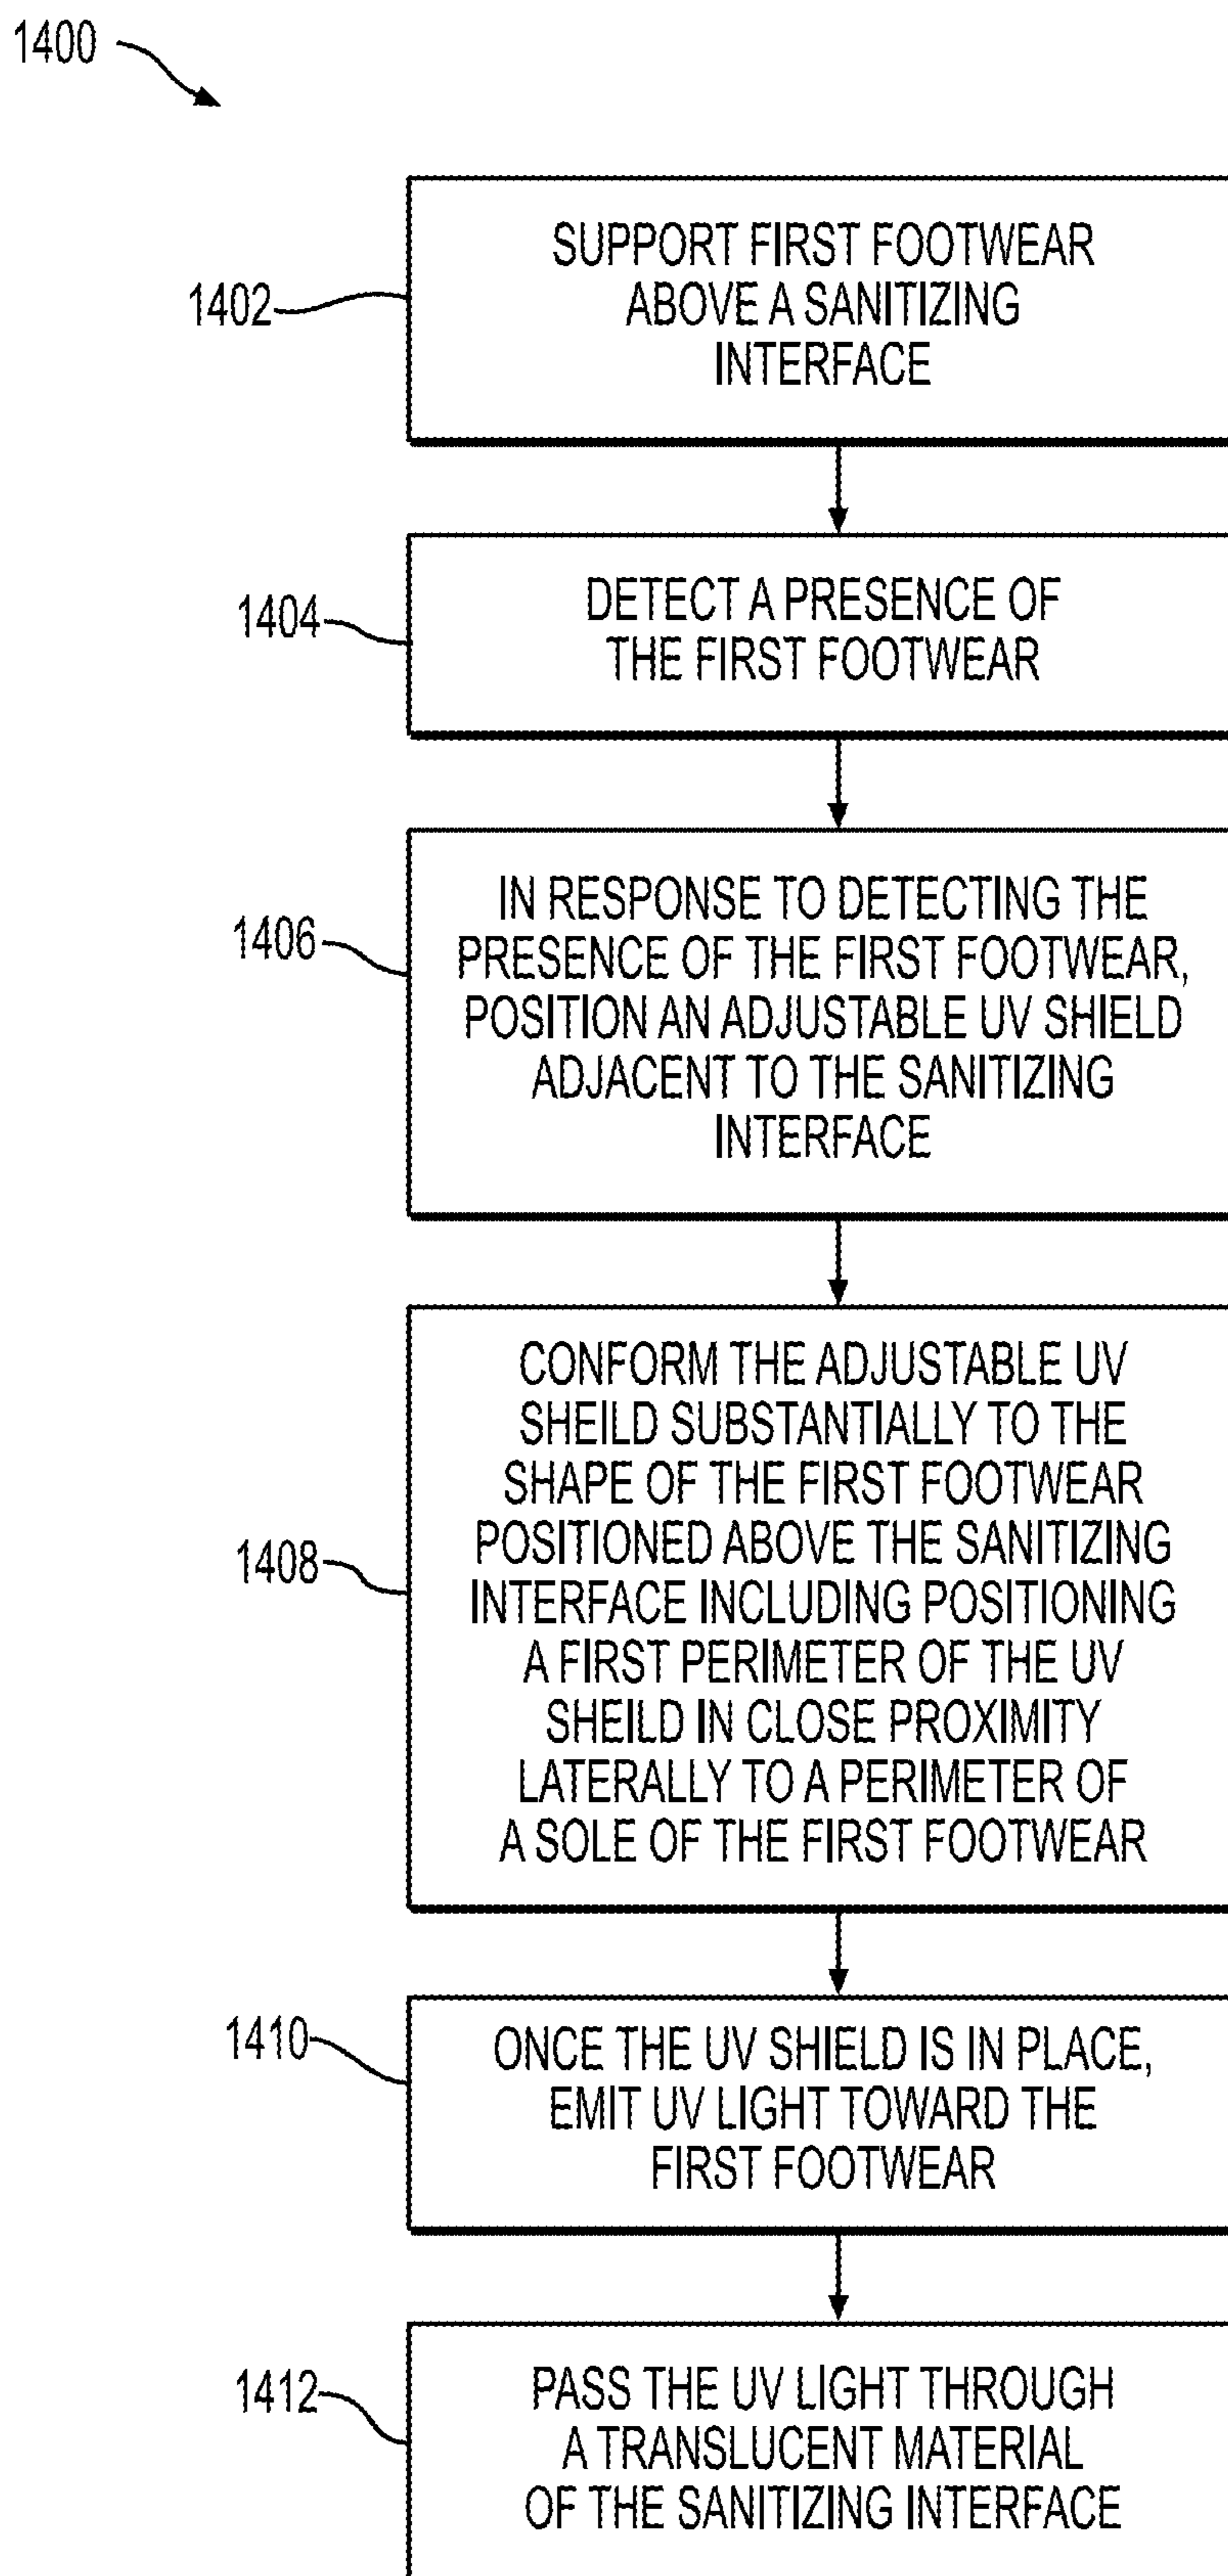 1400
1402
SUPPORT FIRST FOOTWEAR
ABOVE A SANITIZING
INTERFACE
1404
DETECT A PRESENCE OF
THE FIRST FOOTWEAR
1406
IN RESPONSE TO DETECTING THE
PRESENCE OF THE FIRST FOOTWEAR,
POSITION AN ADJUSTABLE UV SHIELD
ADJACENT TO THE SANITIZING
INTERFACE
1408
CONFORM THE ADJUSTABLE UV
SHEILD SUBSTANTIALLY TO THE
SHAPE OF THE FIRST FOOTWEAR
POSITIONED ABOVE THE SANITIZING
INTERFACE INCLUDING POSITIONING
A FIRST PERIMETER OF THE UV
SHEILD IN CLOSE PROXIMITY
LATERALLY TO A PERIMETER OF
A SOLE OF THE FIRST FOOTWEAR
1410
ONCE THE UV SHIELD IS IN PLACE,
EMIT UV LIGHT TOWARD THE
FIRST FOOTWEAR
1412
PASS THE UV LIGHT THROUGH
A TRANSLUCENT MATERIAL
OF THE SANITIZING INTERFACE